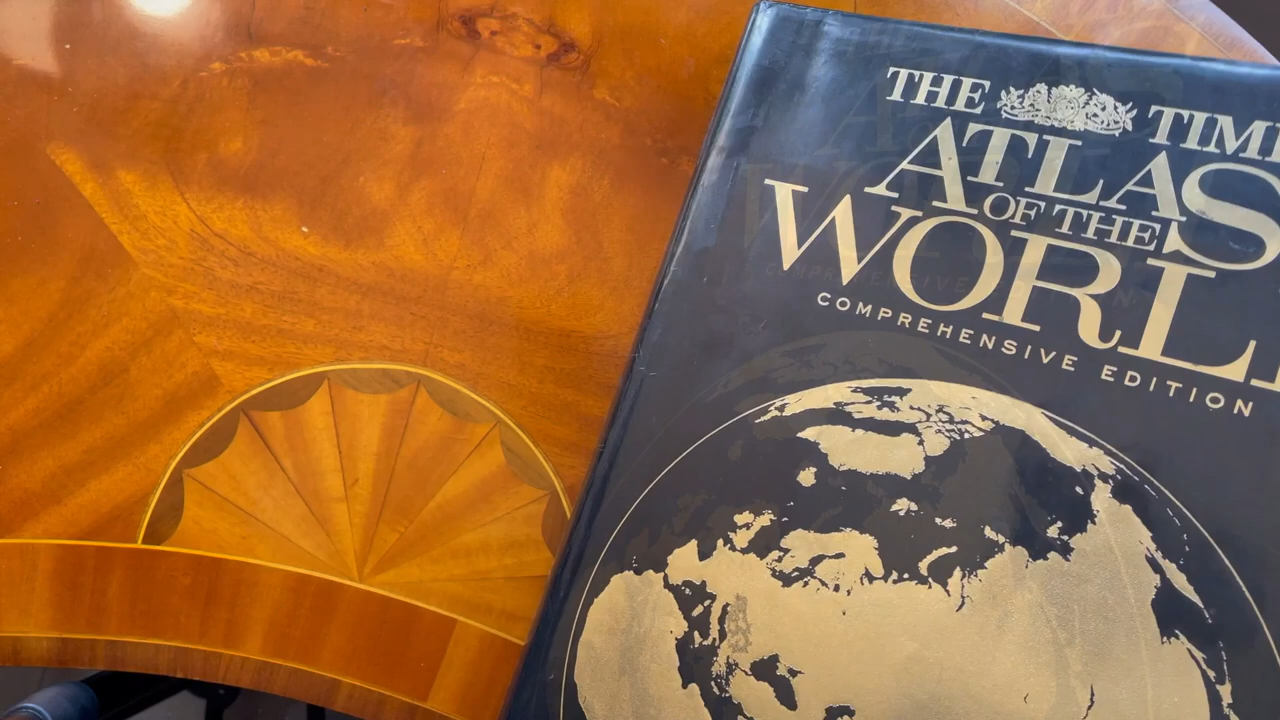 THE TIM
ATLAS
OF THE
WORL
COMPREHENSIVE EDITION